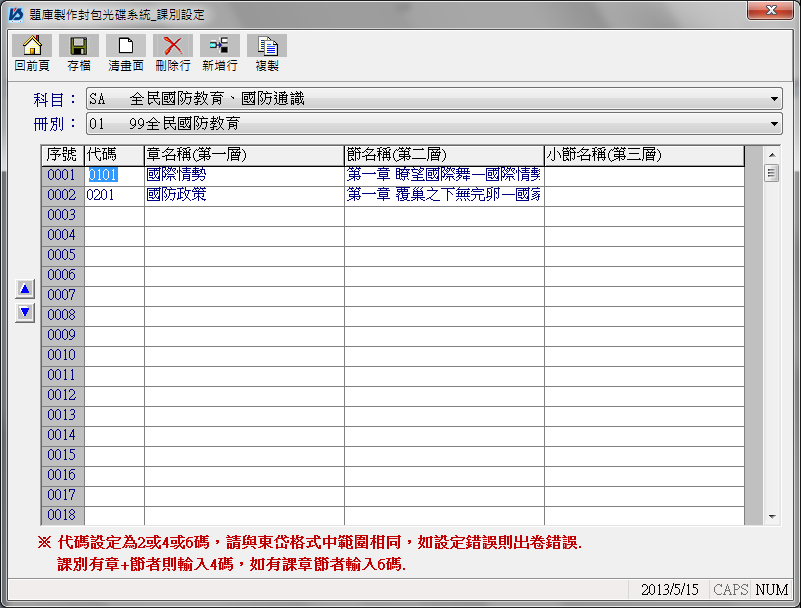 題庫製作封包光碟系統_課別設定
回前頁 存檔 清畫面 刪除行 新增行 複製
科目： SA 全民國防教育、國防通識
冊別： 01 99全民國防教育
序號 代碼 章名稱(第一層) 節名稱(第二層) 小節名稱(第三層)
0001 0101 國際情勢 第一章 瞭望國際舞—國際情勢
0002 0201 國防政策 第一章 覆巢之下無完卵—國家
0003
0004
0005
0006
0007
0008
0009
0010
0011
0012
0013
0014
0015
0016
0017
0018
※ 代碼設定為2或4或6碼，請與東岱格式中範圍相同，如設定錯誤則出卷錯誤.
課別有章+節者則輸入4碼，如有課章節者輸入6碼.
2013/5/15 CAPS NUM